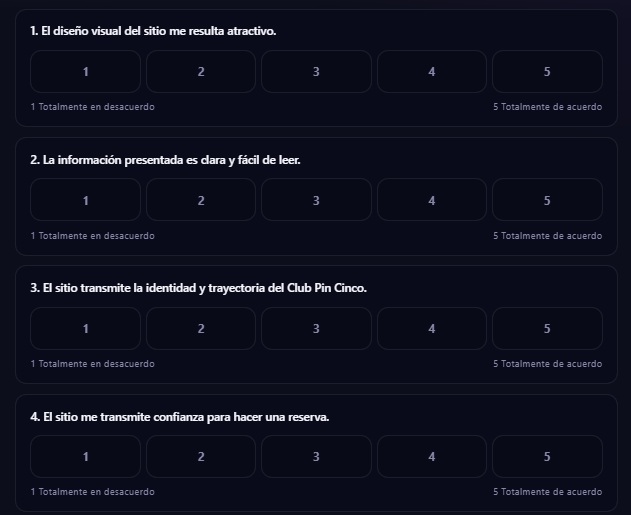 1. El diseño visual del sitio me resulta atractivo.
1 2 3 4 5
1 Totalmente en desacuerdo 5 Totalmente de acuerdo
2. La información presentada es clara y fácil de leer.
1 2 3 4 5
1 Totalmente en desacuerdo 5 Totalmente de acuerdo
3. El sitio transmite la identidad y trayectoria del Club Pin Cinco.
1 2 3 4 5
1 Totalmente en desacuerdo 5 Totalmente de acuerdo
4. El sitio me transmite confianza para hacer una reserva.
1 2 3 4 5
1 Totalmente en desacuerdo 5 Totalmente de acuerdo